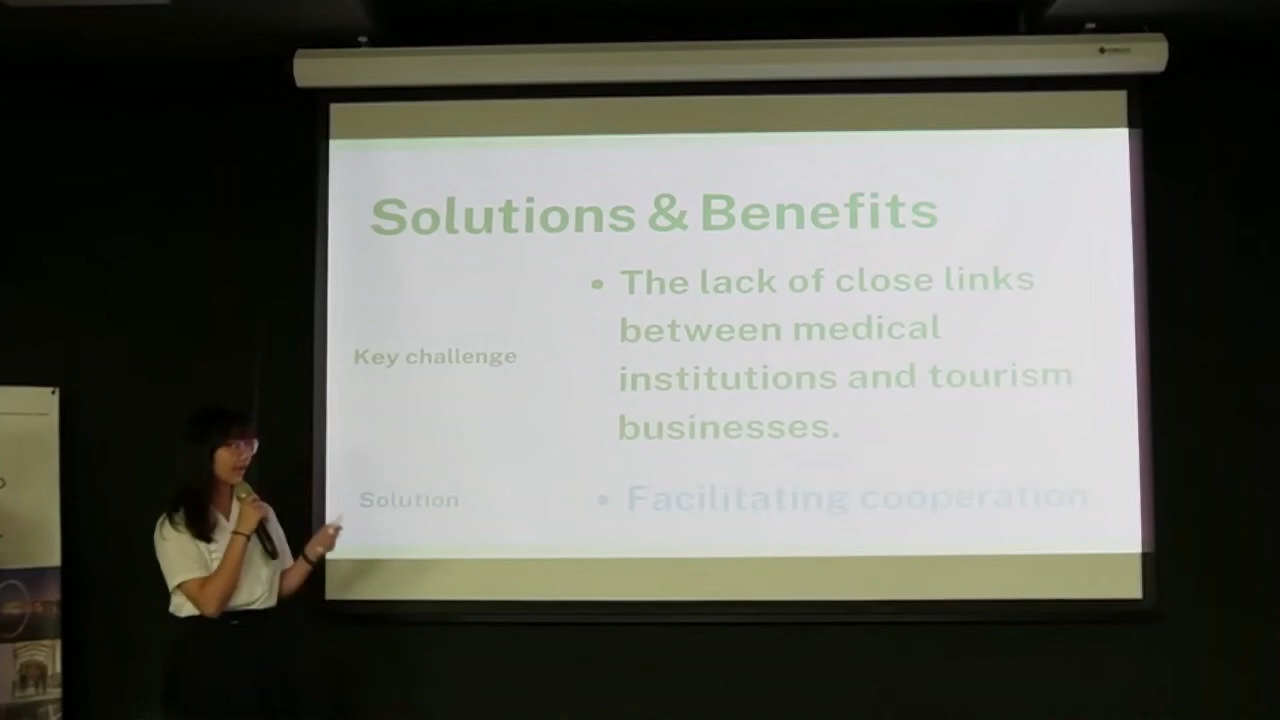 Solutions & Benefits
• The lack of close links
between medical
Key challenge
institutions and tourism
businesses.
Solution
• Facilitating cooperation